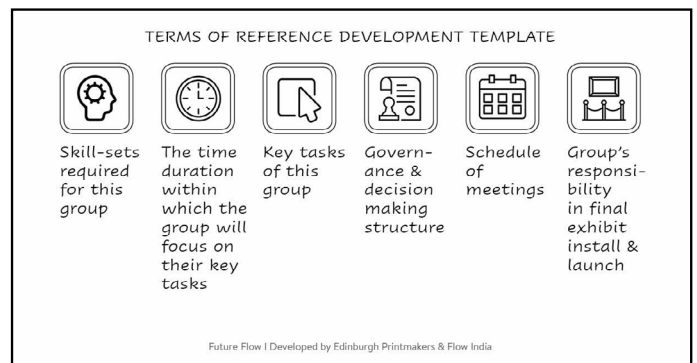 TERMS OF REFERENCE DEVELOPMENT TEMPLATE
Skill-sets
required
for this
group
The time
duration
within
which the
group will
focus on
their key
tasks
Key tasks
of this
group
Govern-
ance &
decision
making
structure
Schedule
of
meetings
Group's
responsi-
bility
in final
exhibit
install &
launch
Future Flow I Developed by Edinburgh Printmakers & Flow India